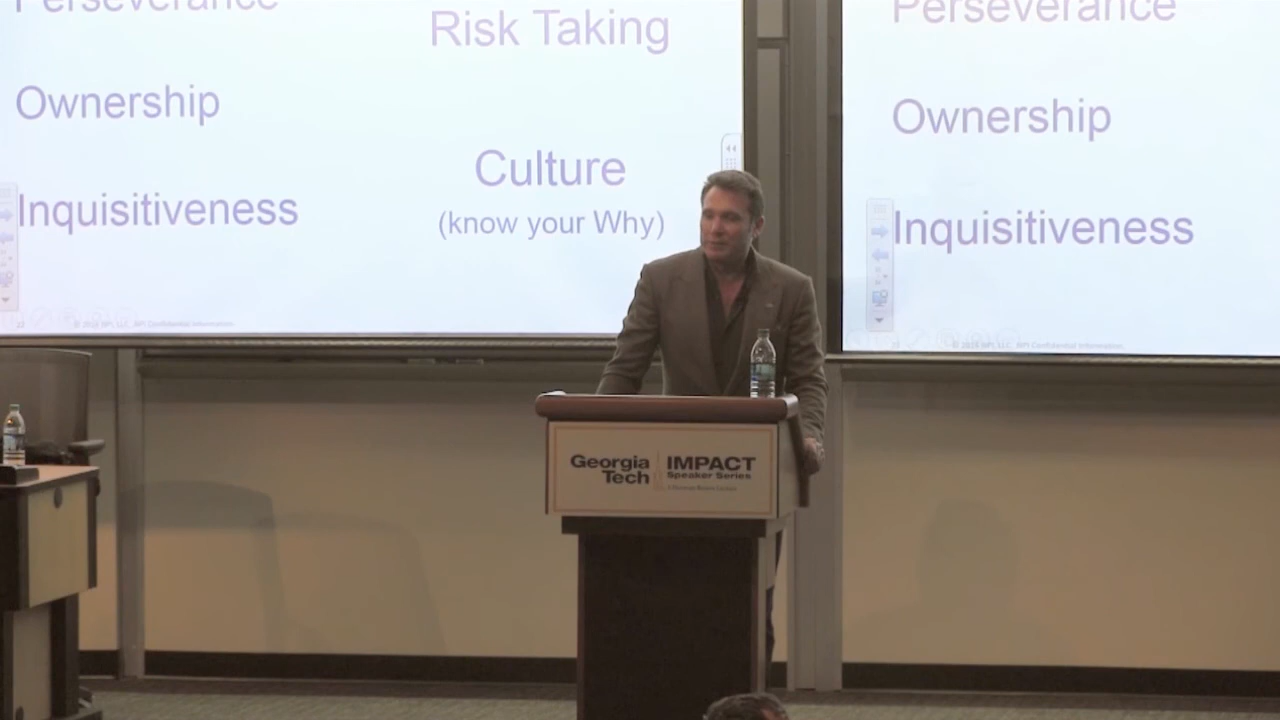 Perseverance
Risk Taking
Ownership
Culture
Inquisitiveness
(know your Why)
Perseverance
Ownership
Inquisitiveness
Georgia Tech
IMPACT
Speaker Series